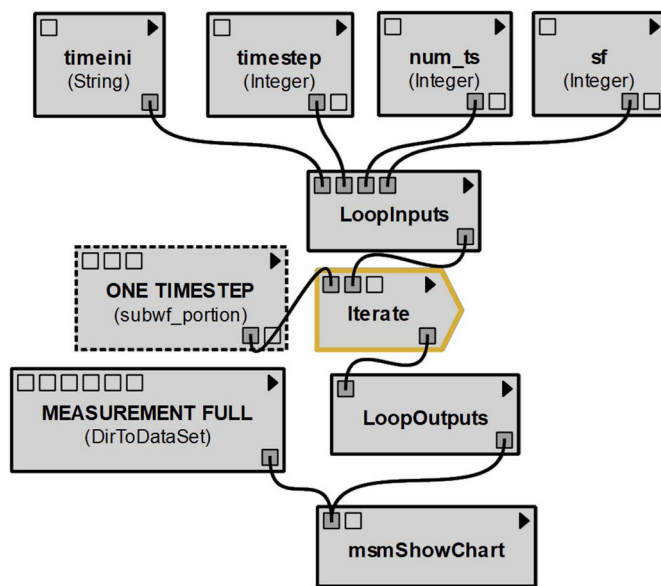 timeini
(String)
timestep
(Integer)
num_ts
(Integer)
sf
(Integer)
LoopInputs
ONE TIMESTEP
(subwf_portion)
Iterate
MEASUREMENT FULL
(DirToDataSet)
LoopOutputs
msmShowChart